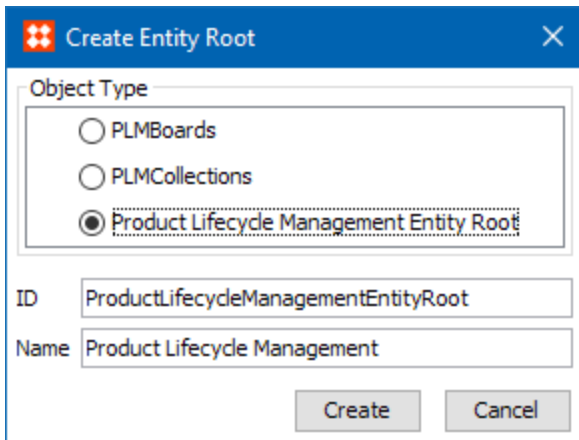 Create Entity Root
Object Type
PLMBoards
PLMCollections
Product Lifecycle Management Entity Root
ID ProductLifecycleManagementEntityRoot
Name Product Lifecycle Management
Create Cancel